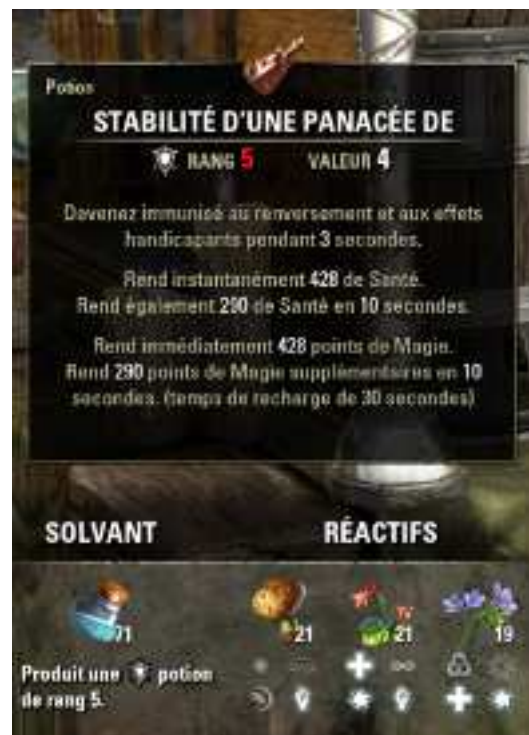 Potion
STABILITÉ D'UNE PANACÉE DE
RANG 5 VALEUR 4
Devenez immunisé au renversement et aux effets
handicapants pendant 3 secondes.
Rend instantanément 428 de Santé.
Rend également 290 de Santé en 10 secondes.
Rend immédiatement 428 points de Magie.
Rend 290 points de Magie supplémentaires en 10
secondes. (temps de recharge de 30 secondes)
SOLVANT RÉACTIFS
71 21 21 19
Produit une potion
de rang 5.